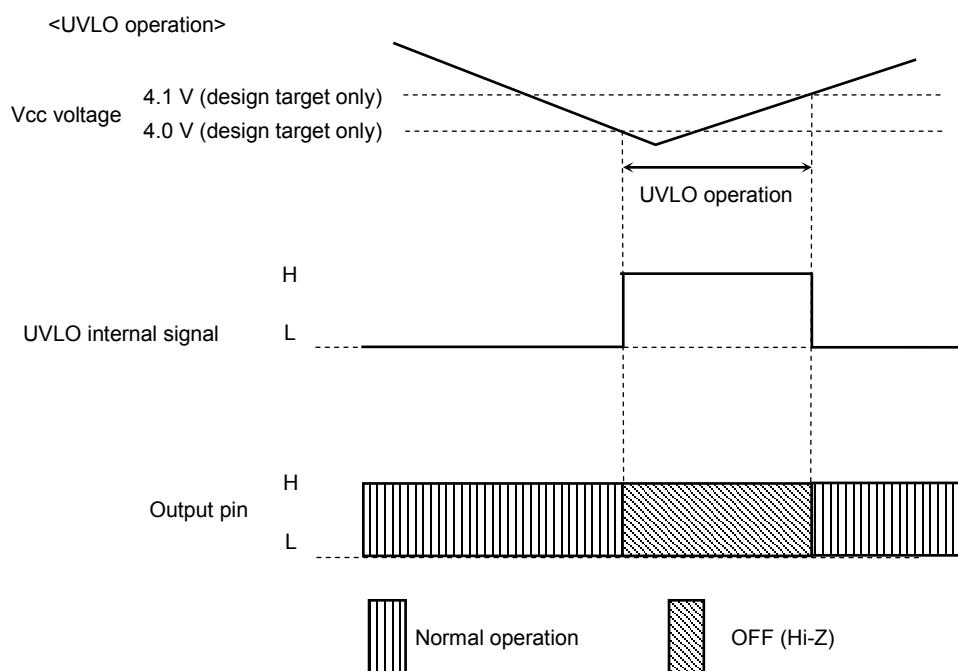 <UVLO operation>
4.1 V (design target only)
Vcc voltage
4.0 V (design target only)
UVLO operation
H
UVLO internal signal
L
H
Output pin
L
Normal operation
OFF (Hi-Z)